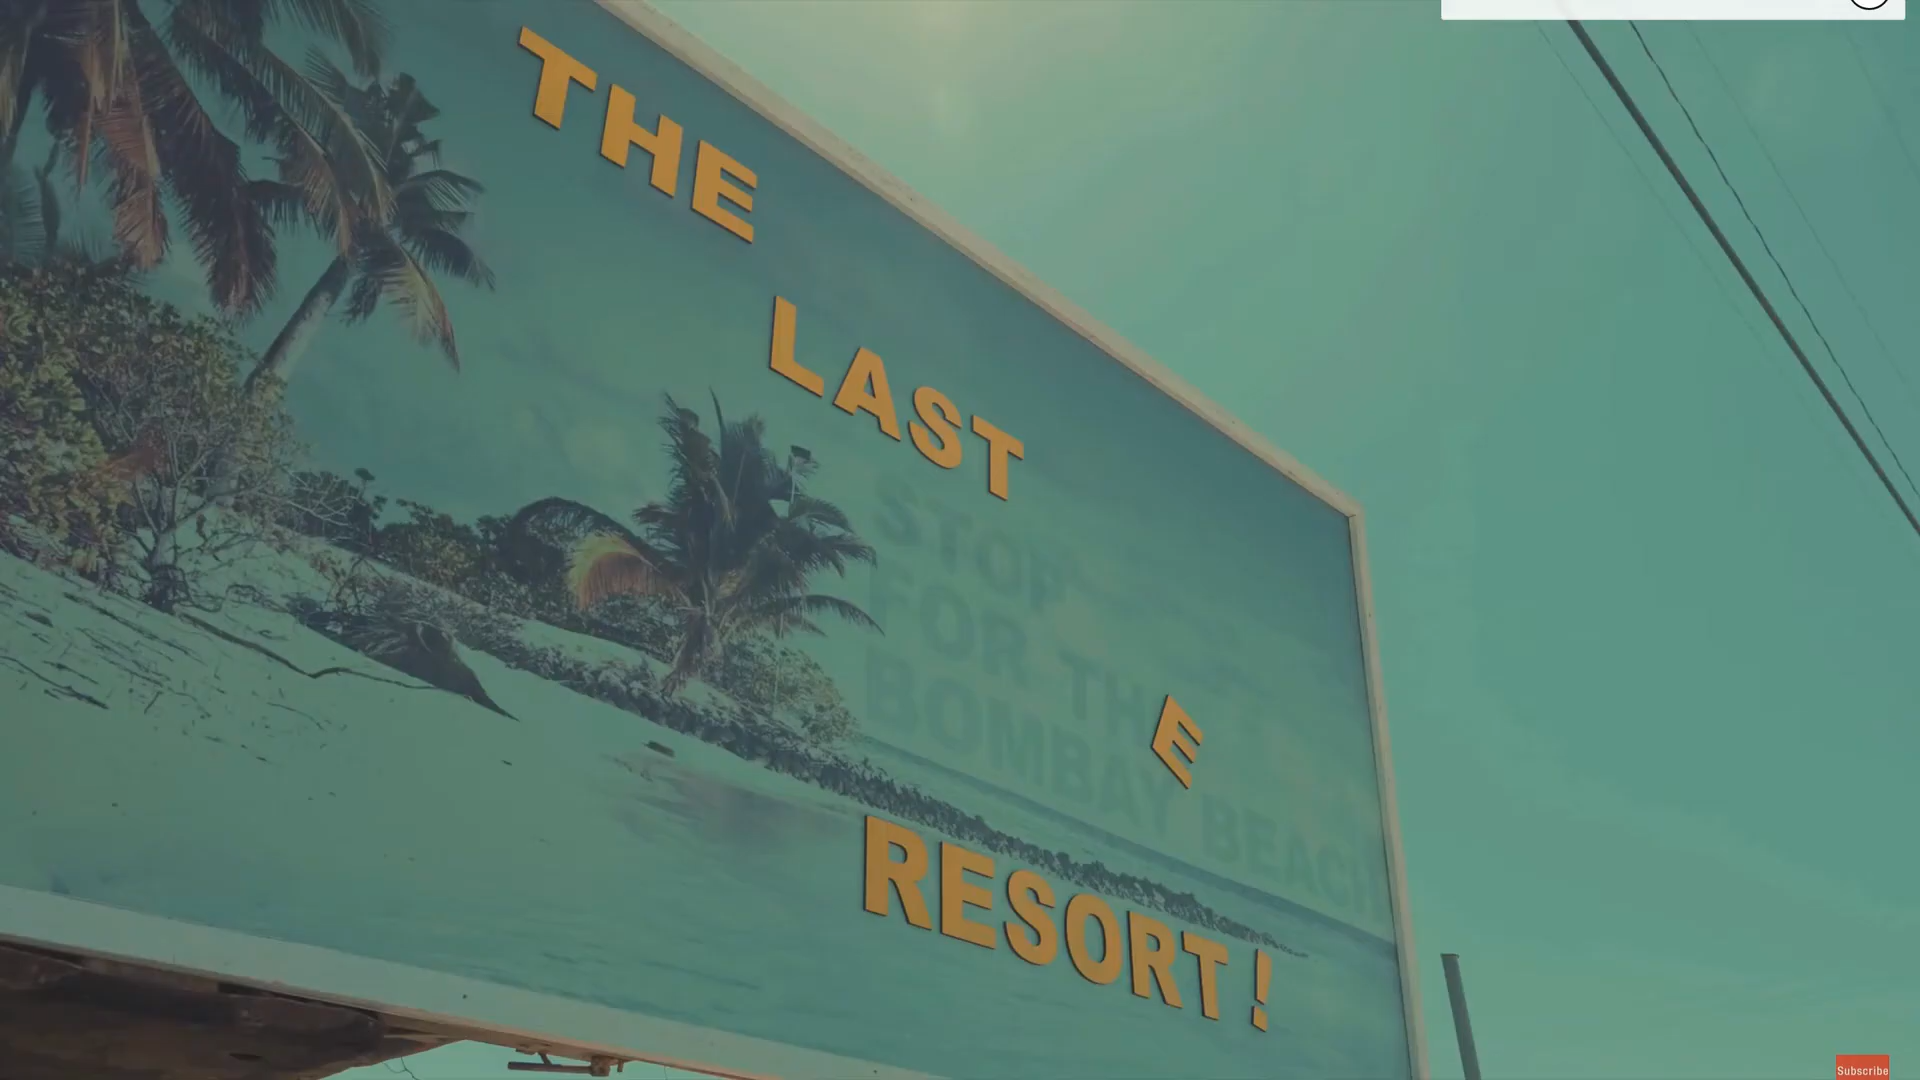 THE
LAST
STOP
FOR THE
BOMBAY BEACH
E
RESORT!
Subscribe